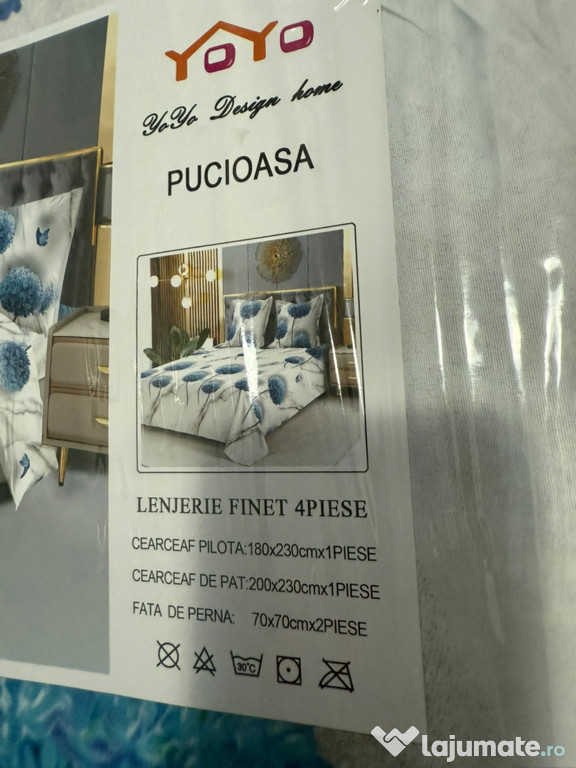 YOYO
YoYo Design home
PUCIOASA
LENJERIE FINET 4PIESE
CEARCEAF PILOTA:180x230cmx1PIESE
CEARCEAF DE PAT:200x230cmx1PIESE
FATA DE PERNA: 70x70cmx2PIESE
30°C
lajumate.ro